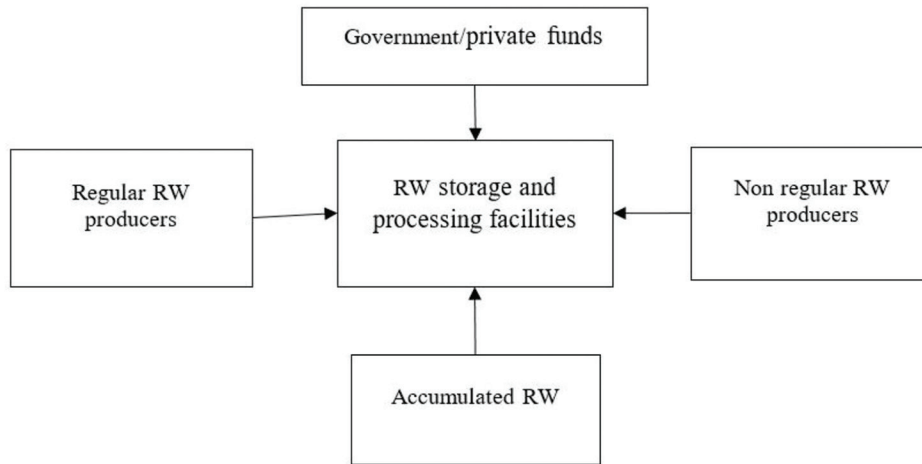 Government/private funds
Regular RW
producers
RW storage and
processing facilities
Non regular RW
producers
Accumulated RW